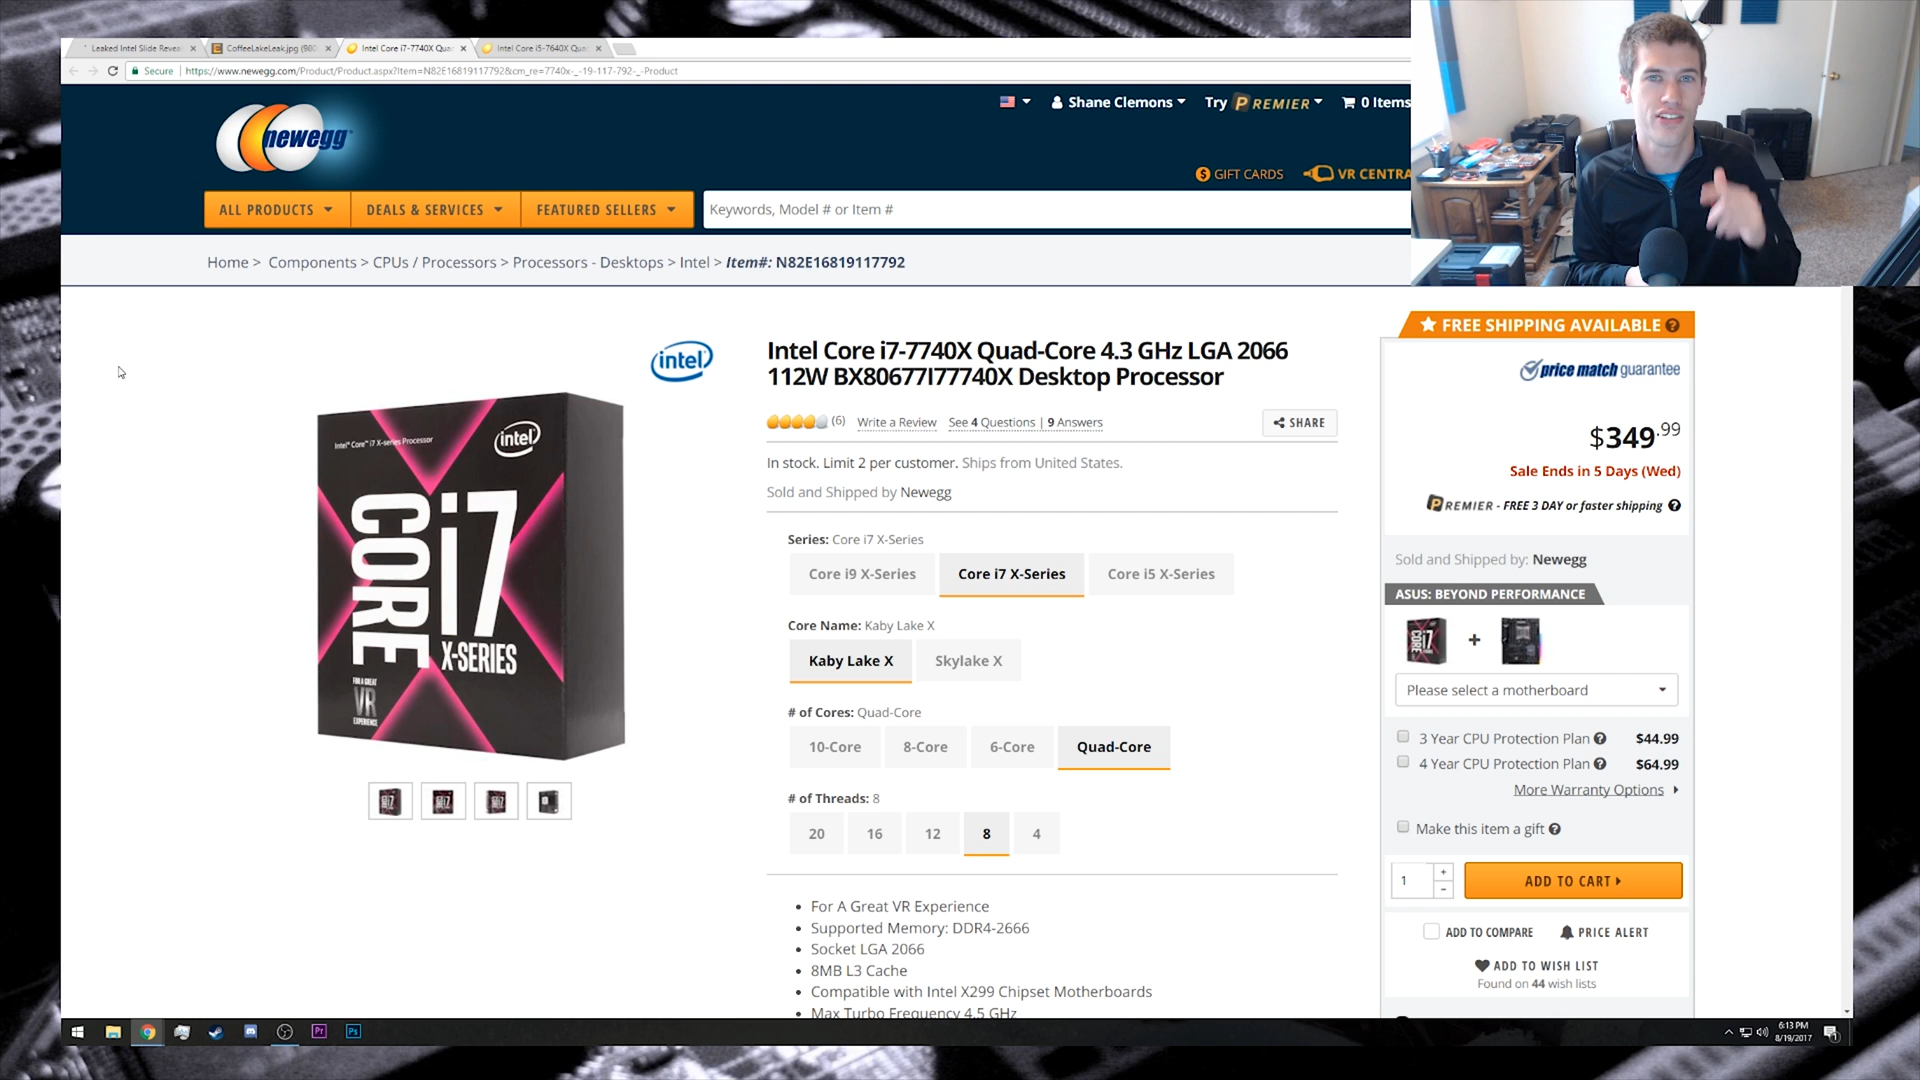 Leaked Intel Slide Revea
CoffeeLakeLeak.jpg (980
Intel Core i7-7740X Qua
Intel Core i5-7640X Qua
Secure
https://www.newegg.com/Product/Product.aspx?Item=N82E16819117792&cm_re=7740x-_-19-117-792-_-Product
newegg
Shane Clemons
Try PREMIER
0 Items
GIFT CARDS
VR CENTRA
ALL PRODUCTS
DEALS & SERVICES
FEATURED SELLERS
Keywords, Model # or Item #
Home > Components > CPUs / Processors > Processors - Desktops > Intel > Item#: N82E16819117792
intel
Intel Core i7-7740X Quad-Core 4.3 GHz LGA 2066
112W BX80677I77740X Desktop Processor
(6) Write a Review See 4 Questions | 9 Answers
SHARE
In stock. Limit 2 per customer. Ships from United States.
Sold and Shipped by Newegg
Series: Core i7 X-Series
Core i9 X-Series
Core i7 X-Series
Core i5 X-Series
Core Name: Kaby Lake X
Kaby Lake X
Skylake X
# of Cores: Quad-Core
10-Core
8-Core
6-Core
Quad-Core
# of Threads: 8
20
16
12
8
4
For A Great VR Experience
Supported Memory: DDR4-2666
Socket LGA 2066
8MB L3 Cache
Compatible with Intel X299 Chipset Motherboards
Max Turbo Frequency 4.5 GHz
Intel® Core™ i7 X-series Processor
intel
CORE i7
X-SERIES
FOR A GREAT
VR
EXPERIENCE
FREE SHIPPING AVAILABLE
price match guarantee
$349.99
Sale Ends in 5 Days (Wed)
PREMIER - FREE 3 DAY or faster shipping
Sold and Shipped by: Newegg
ASUS: BEYOND PERFORMANCE
+
Please select a motherboard
3 Year CPU Protection Plan $44.99
4 Year CPU Protection Plan $64.99
More Warranty Options
Make this item a gift
1
+
-
ADD TO CART
ADD TO COMPARE
PRICE ALERT
ADD TO WISH LIST
Found on 44 wish lists
Pr
Ps
6:13 PM
8/19/2017